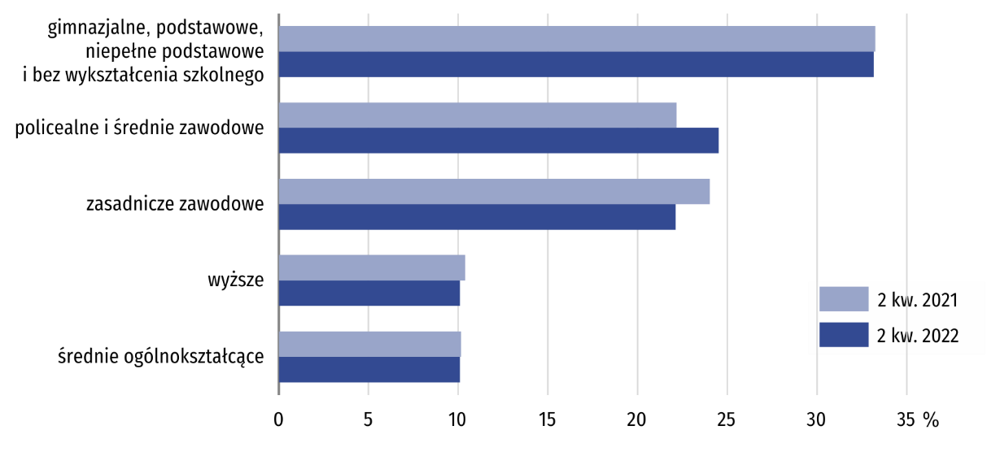 gimnazjalne, podstawowe,
niepełne podstawowe
i bez wykształcenia szkolnego
policealne i średnie zawodowe
zasadnicze zawodowe
wyższe
średnie ogólnokształcące
2 kw. 2021
2 kw. 2022
0 5 10 15 20 25 30 35 %